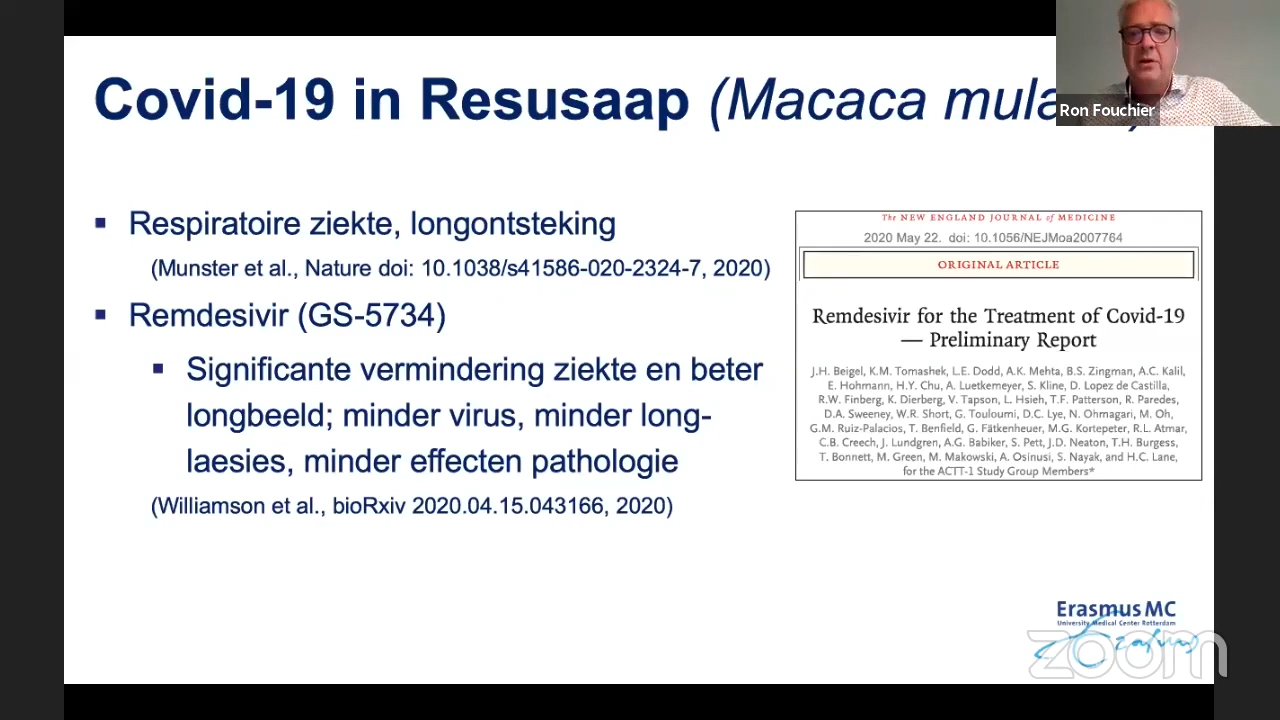 Covid-19 in Resusaap (Macaca mula
Ron Fouchier
▪ Respiratoire ziekte, longontsteking
(Munster et al., Nature doi: 10.1038/s41586-020-2324-7, 2020)
▪ Remdesivir (GS-5734)
▪ Significante vermindering ziekte en beter
longbeeld; minder virus, minder long-
laesies, minder effecten pathologie
(Williamson et al., bioRxiv 2020.04.15.043166, 2020)
The NEW ENGLAND JOURNAL of MEDICINE
2020 May 22. doi: 10.1056/NEJMoa2007764
ORIGINAL ARTICLE
Remdesivir for the Treatment of Covid-19
— Preliminary Report
J.H. Beigel, K.M. Tomashek, L.E. Dodd, A.K. Mehta, B.S. Zingman, A.C. Kalil,
E. Hohmann, H.Y. Chu, A. Luetkemeyer, S. Kline, D. Lopez de Castilla,
R.W. Finberg, K. Dierberg, V. Tapson, L. Hsieh, T.F. Patterson, R. Paredes,
D.A. Sweeney, W.R. Short, G. Touloumi, D.C. Lye, N. Ohmagari, M. Oh,
G.M. Ruiz-Palacios, T. Benfield, G. Fätkenheuer, M.G. Kortepeter, R.L. Atmar,
C.B. Creech, J. Lundgren, A.G. Babiker, S. Pett, J.D. Neaton, T.H. Burgess,
T. Bonnett, M. Green, M. Makowski, A. Osinusi, S. Nayak, and H.C. Lane,
for the ACTT-1 Study Group Members*
Erasmus MC
University Medical Center Rotterdam
Erasmus
zoom